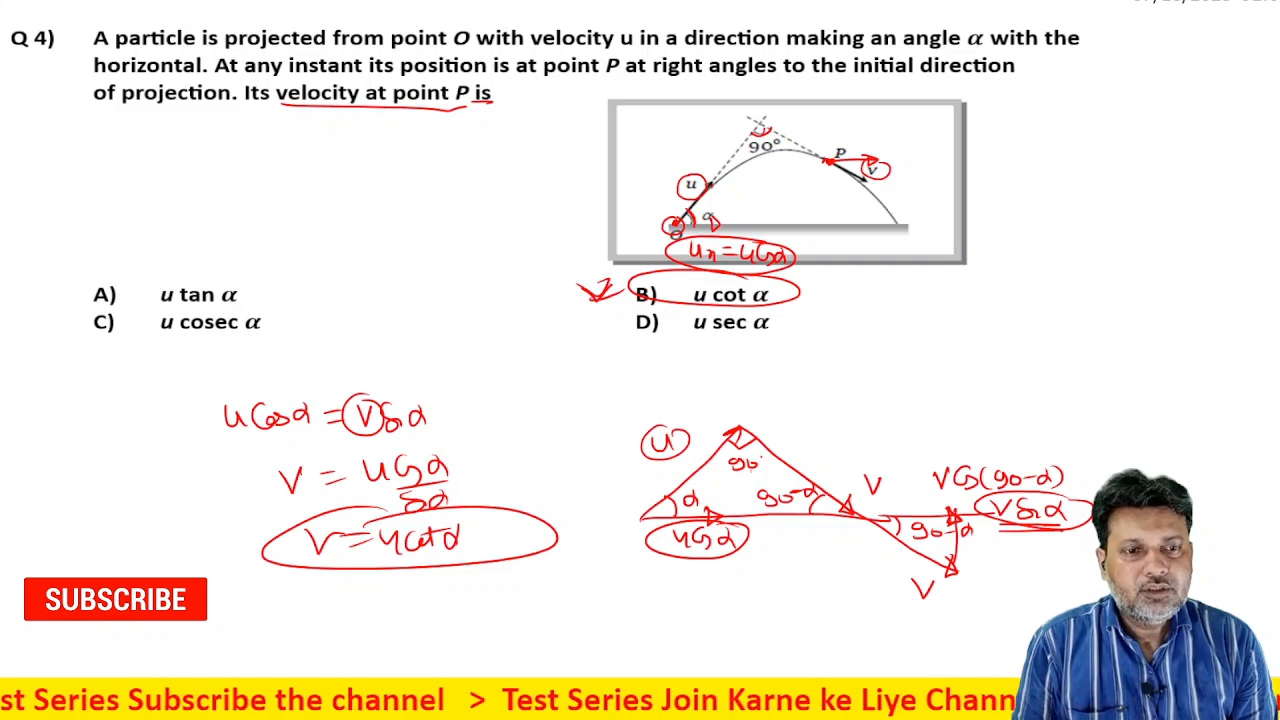 Q 4) A particle is projected from point O with velocity u in a direction making an angle α with the
horizontal. At any instant its position is at point P at right angles to the initial direction
of projection. Its velocity at point P is
90°
P
u
v
α
O
uₓ = u Cos α
A) u tan α
B) u cot α
C) u cosec α
D) u sec α
u Cos α = V Sin α
V = u Cos α / Sin α
V = u Cot α
u
90°
α
90-α
V
V Cos(90-α)
V Sin α
90-α
u Cos α
V
SUBSCRIBE
st Series Subscribe the channel > Test Series Join Karne ke Liye Chann